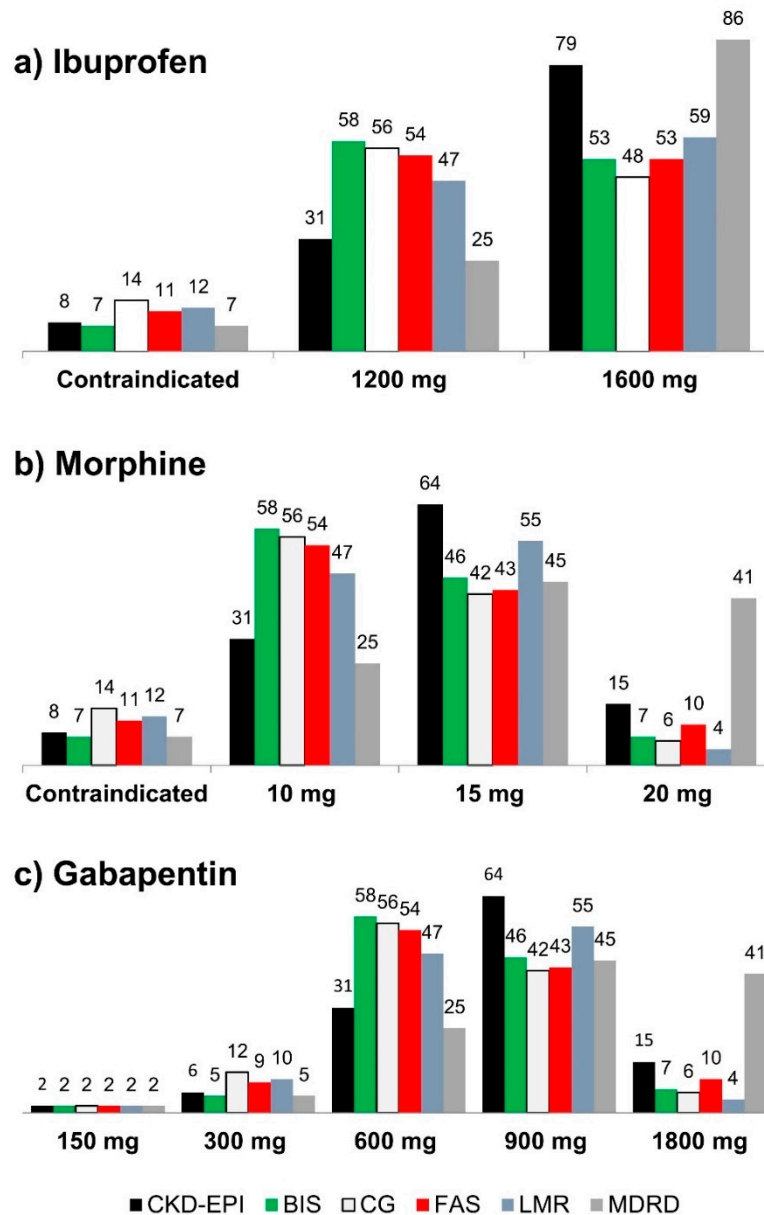 a) Ibuprofen
8 7 14 11 12 7
31 58 56 54 47 25
79 53 48 53 59 86
Contraindicated 1200 mg 1600 mg
b) Morphine
8 7 14 11 12 7
31 58 56 54 47 25
64 46 42 43 55 45
15 7 6 10 4 41
Contraindicated 10 mg 15 mg 20 mg
c) Gabapentin
2 2 2 2 2 2
6 5 12 9 10 5
31 58 56 54 47 25
64 46 42 43 55 45
15 7 6 10 4 41
150 mg 300 mg 600 mg 900 mg 1800 mg
CKD-EPI BIS CG FAS LMR MDRD